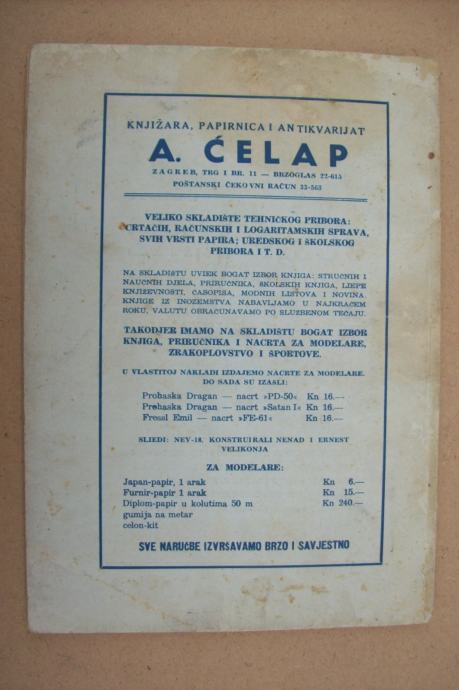 KNJIŽARA, PAPIRNICA I ANTIKVARIJAT
A. ĆELAP
ZAGREB, TRG I BR. 11 — BRZOGLAS 22-615
POŠTANSKI ČEKOVNI RAČUN 33-563
VELIKO SKLADIŠTE TEHNIČKOG PRIBORA:
CRTAĆIH, RAČUNSKIH I LOGARITAMSKIH SPRAVA,
SVIH VRSTI PAPIRA; UREDSKOG I ŠKOLSKOG
PRIBORA I T. D.
NA SKLADIŠTU UVIEK BOGAT IZBOR KNJIGA: STRUČNIH I
NAUČNIH DJELA, PRIRUČNIKA, ŠKOLSKIH KNJIGA, LIEPE
KNJIŽEVNOSTI, ČASOPISA, MODNIH LISTOVA I NOVINA.
KNJIGE IZ INOZEMSTVA NABAVLJAMO U NAJKRAĆEM
ROKU, VALUTU OBRAČUNAVAMO PO SLUŽBENOM TEČAJU.
TAKODJER IMAMO NA SKLADIŠTU BOGAT IZBOR
KNJIGA, PRIRUČNIKA I NACRTA ZA MODELARE,
ZRAKOPLOVSTVO I ŠPORTOVE.
U VLASTITOJ NAKLADI IZDAJEMO NACRTE ZA MODELARE.
DO SADA SU IZAŠLI:
Prohaska Dragan — nacrt »PD-50« Kn 16.—
Prohaska Dragan — nacrt »Satan I« Kn 16.—
Fressl Emil — nacrt »FE-61« Kn 16.—
SLIEDI: NEV-18, KONSTRUIRALI NENAD I ERNEST
VELIKONJA
ZA MODELARE:
Japan-papir, 1 arak Kn 6.—
Furnir-papir 1 arak Kn 15.—
Diplom-papir u kolutima 50 m Kn 240.—
gumija na metar
celon-kit
SVE NARUČBE IZVRŠAVAMO BRZO I SAVJESTNO